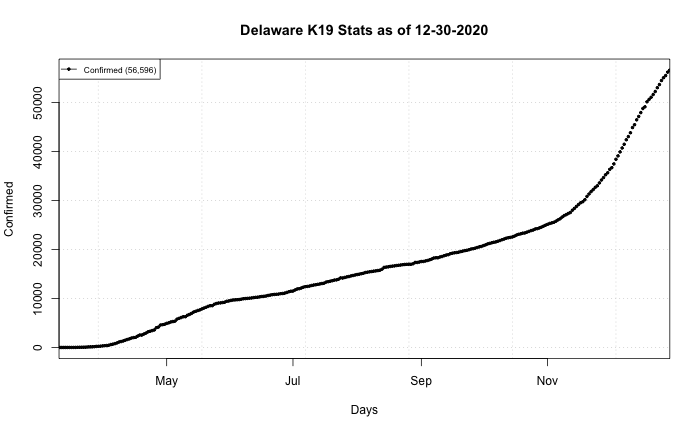 Delaware K19 Stats as of 12-30-2020
Confirmed (56,596)
Confirmed
50000
40000
30000
20000
10000
0
May Jul Sep Nov
Days